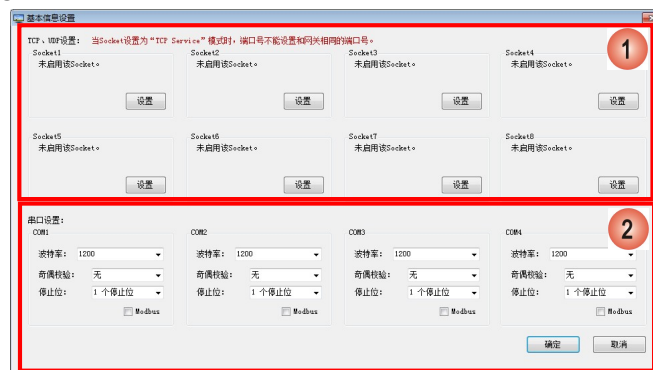 基本信息设置
TCP、UDP设置: 当Socket设置为“TCP Service”模式时,端口号不能设置和网关相同的端口号。
Socket1 Socket2 Socket3 Socket4
未启用该Socket。 未启用该Socket。 未启用该Socket。 未启用该Socket。
1
设置 设置 设置 设置
Socket5 Socket6 Socket7 Socket8
未启用该Socket。 未启用该Socket。 未启用该Socket。 未启用该Socket。
设置 设置 设置 设置
串口设置:
COM1 COM2 COM3 COM4
2
波特率: 1200 波特率: 1200 波特率: 1200 波特率: 1200
奇偶校验: 无 奇偶校验: 无 奇偶校验: 无 奇偶校验: 无
停止位: 1 个停止位 停止位: 1 个停止位 停止位: 1 个停止位 停止位: 1 个停止位
Modbus Modbus Modbus Modbus
确定 取消